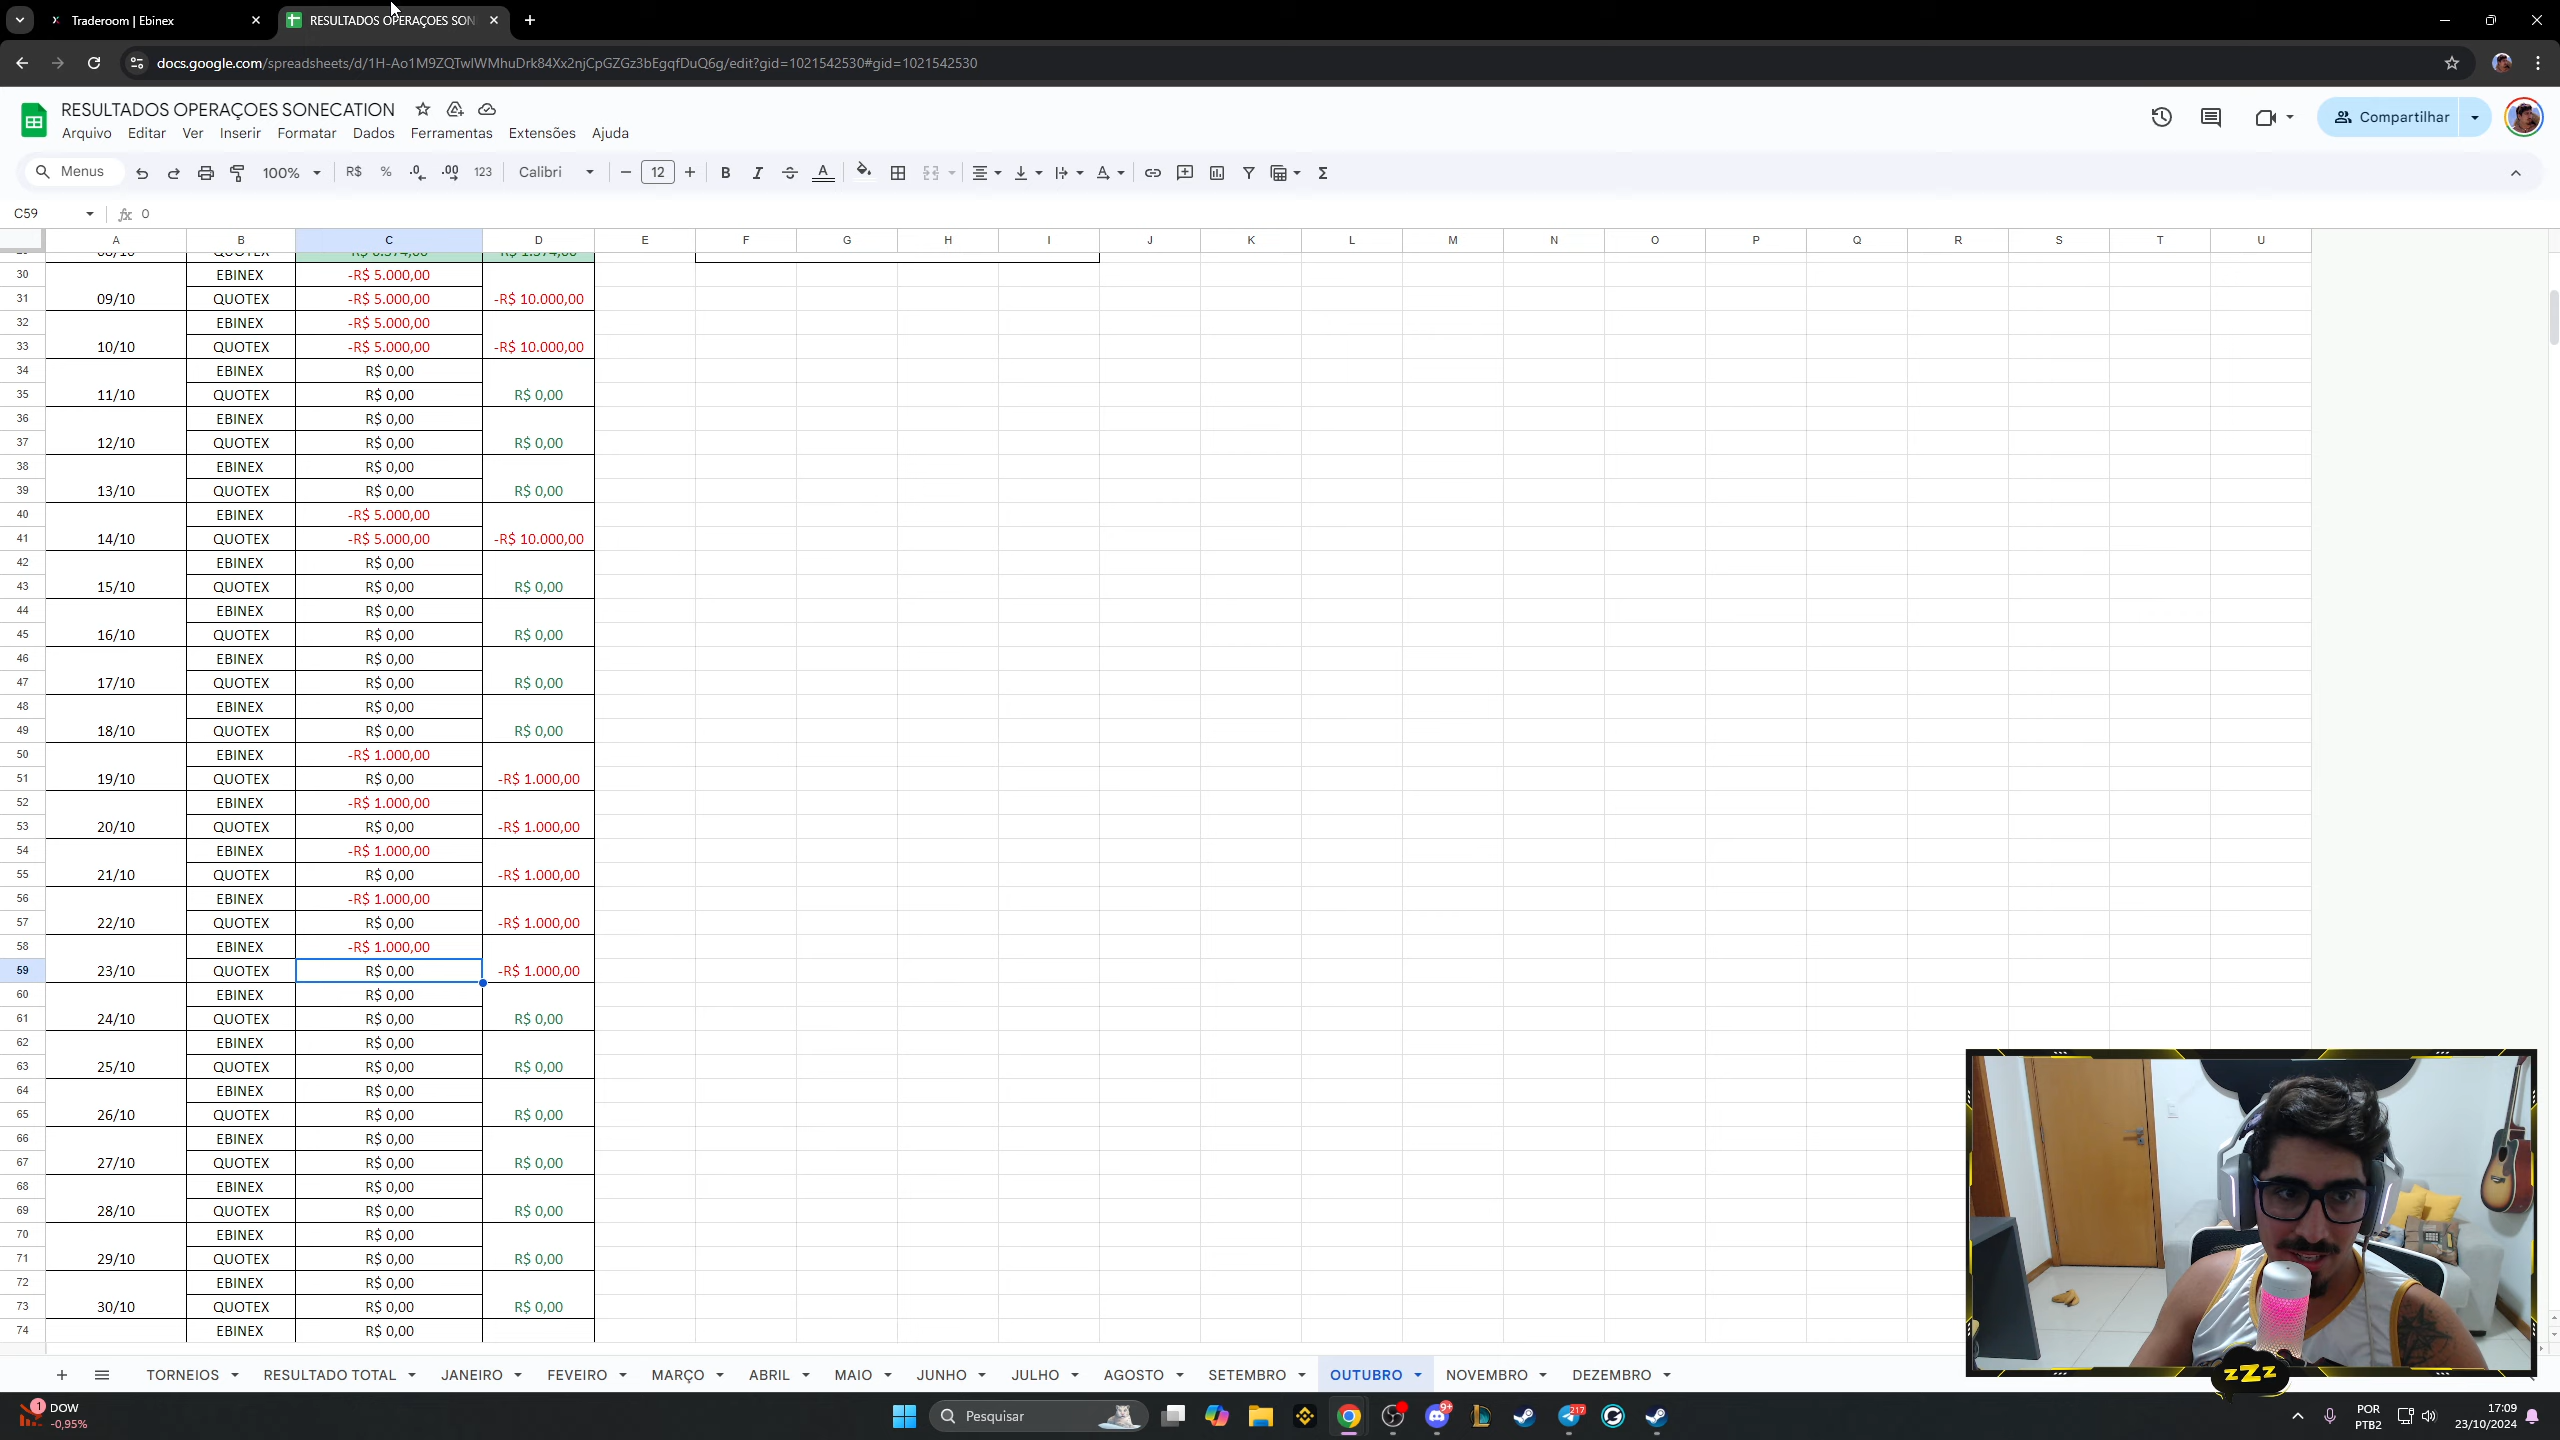 Traderoom | Ebinex
RESULTADOS OPERAÇOES SON
docs.google.com/spreadsheets/d/1H-Ao1M9ZQTwIWMhuDrk84Xx2njCpGZGz3bEgqfDuQ6g/edit?gid=1021542530#gid=1021542530
RESULTADOS OPERAÇOES SONECATION
Arquivo Editar Ver Inserir Formatar Dados Ferramentas Extensões Ajuda
Compartilhar
Menus 100% R$ % .0 .00 123 Calibri 12 B I S A Σ
C59 fx 0
A B C D E F G H I J K L M N O P Q R S T U
30 EBINEX -R$ 5.000,00
31 09/10 QUOTEX -R$ 5.000,00 -R$ 10.000,00
32 EBINEX -R$ 5.000,00
33 10/10 QUOTEX -R$ 5.000,00 -R$ 10.000,00
34 EBINEX R$ 0,00
35 11/10 QUOTEX R$ 0,00 R$ 0,00
36 EBINEX R$ 0,00
37 12/10 QUOTEX R$ 0,00 R$ 0,00
38 EBINEX R$ 0,00
39 13/10 QUOTEX R$ 0,00 R$ 0,00
40 EBINEX -R$ 5.000,00
41 14/10 QUOTEX -R$ 5.000,00 -R$ 10.000,00
42 EBINEX R$ 0,00
43 15/10 QUOTEX R$ 0,00 R$ 0,00
44 EBINEX R$ 0,00
45 16/10 QUOTEX R$ 0,00 R$ 0,00
46 EBINEX R$ 0,00
47 17/10 QUOTEX R$ 0,00 R$ 0,00
48 EBINEX R$ 0,00
49 18/10 QUOTEX R$ 0,00 R$ 0,00
50 EBINEX -R$ 1.000,00
51 19/10 QUOTEX R$ 0,00 -R$ 1.000,00
52 EBINEX -R$ 1.000,00
53 20/10 QUOTEX R$ 0,00 -R$ 1.000,00
54 EBINEX -R$ 1.000,00
55 21/10 QUOTEX R$ 0,00 -R$ 1.000,00
56 EBINEX -R$ 1.000,00
57 22/10 QUOTEX R$ 0,00 -R$ 1.000,00
58 EBINEX -R$ 1.000,00
59 23/10 QUOTEX R$ 0,00 -R$ 1.000,00
60 EBINEX R$ 0,00
61 24/10 QUOTEX R$ 0,00 R$ 0,00
62 EBINEX R$ 0,00
63 25/10 QUOTEX R$ 0,00 R$ 0,00
64 EBINEX R$ 0,00
65 26/10 QUOTEX R$ 0,00 R$ 0,00
66 EBINEX R$ 0,00
67 27/10 QUOTEX R$ 0,00 R$ 0,00
68 EBINEX R$ 0,00
69 28/10 QUOTEX R$ 0,00 R$ 0,00
70 EBINEX R$ 0,00
71 29/10 QUOTEX R$ 0,00 R$ 0,00
72 EBINEX R$ 0,00
73 30/10 QUOTEX R$ 0,00 R$ 0,00
74 EBINEX R$ 0,00
zzz
TORNEIOS RESULTADO TOTAL JANEIRO FEVEIRO MARÇO ABRIL MAIO JUNHO JULHO AGOSTO SETEMBRO OUTUBRO NOVEMBRO DEZEMBRO
1 DOW
-0,95%
Pesquisar
9+
217
POR
PTB2
17:09
23/10/2024